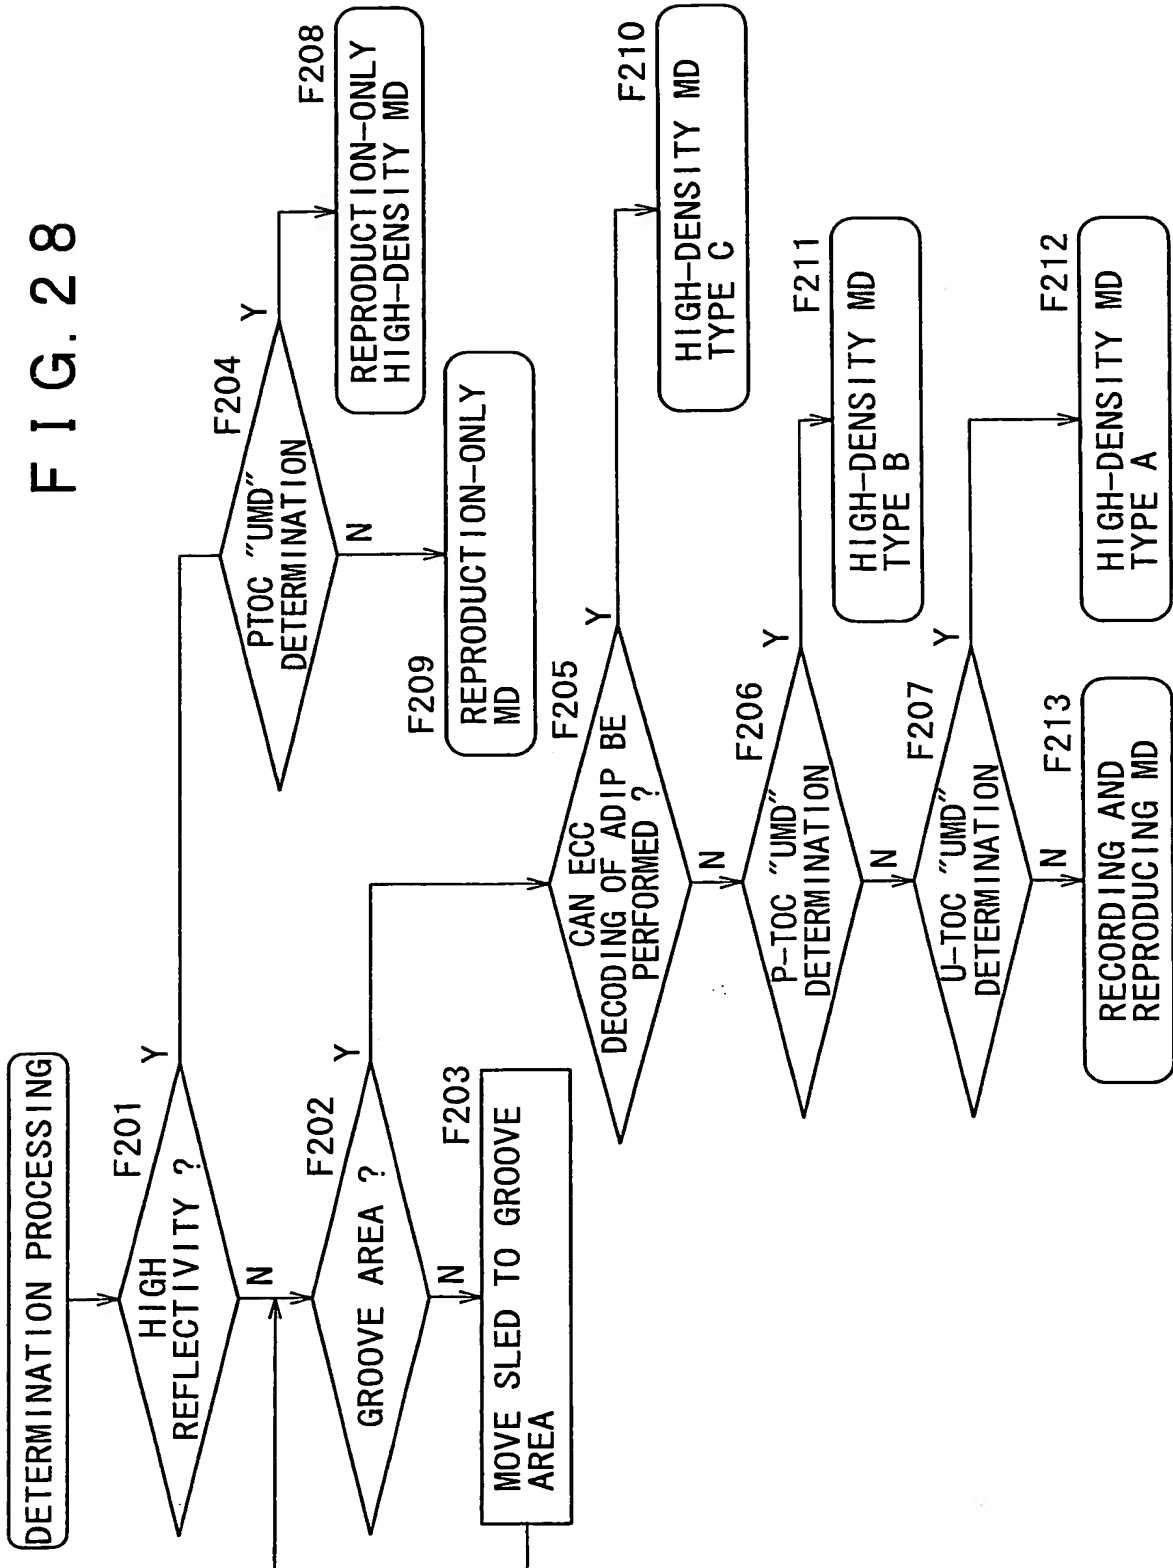 FIG. 28
DETERMINATION PROCESSING
F201
HIGH
REFLECTIVITY ?
Y
N
F202
GROOVE AREA ?
Y
N
F203
MOVE SLED TO GROOVE
AREA
F204
PTOC "UMD"
DETERMINATION
Y
N
F208
REPRODUCTION-ONLY
HIGH-DENSITY MD
F209
REPRODUCTION-ONLY
MD
F205
CAN ECC
DECODING OF ADIP BE
PERFORMED ?
Y
N
F210
HIGH-DENSITY MD
TYPE C
F206
P-TOC "UMD"
DETERMINATION
Y
N
F211
HIGH-DENSITY MD
TYPE B
F207
U-TOC "UMD"
DETERMINATION
Y
N
F212
HIGH-DENSITY MD
TYPE A
F213
RECORDING AND
REPRODUCING MD